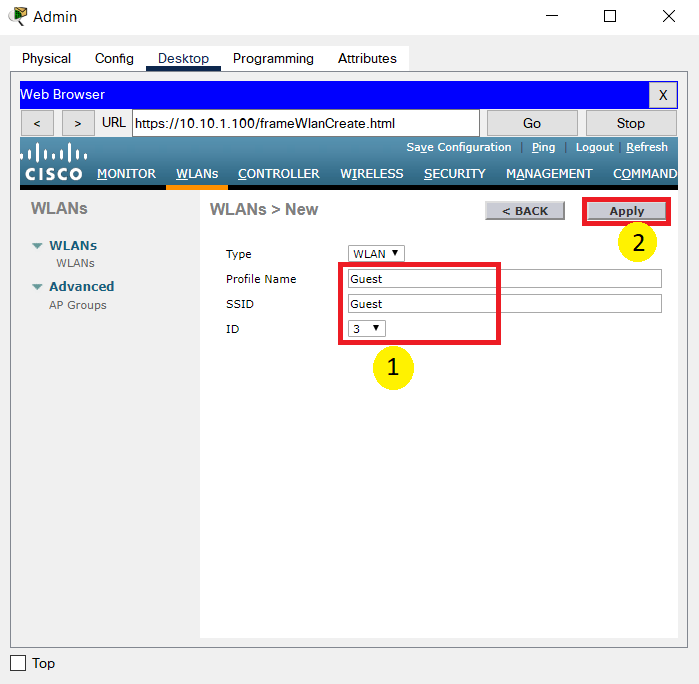 Admin
Physical Config Desktop Programming Attributes
Web Browser X
< > URL https://10.10.1.100/frameWlanCreate.html Go Stop
Save Configuration | Ping | Logout | Refresh
CISCO MONITOR WLANs CONTROLLER WIRELESS SECURITY MANAGEMENT COMMAND
WLANs
WLANs
WLANs
Advanced
AP Groups
WLANs > New < BACK Apply
2
Type WLAN
Profile Name Guest
SSID Guest
ID 3
1
Top